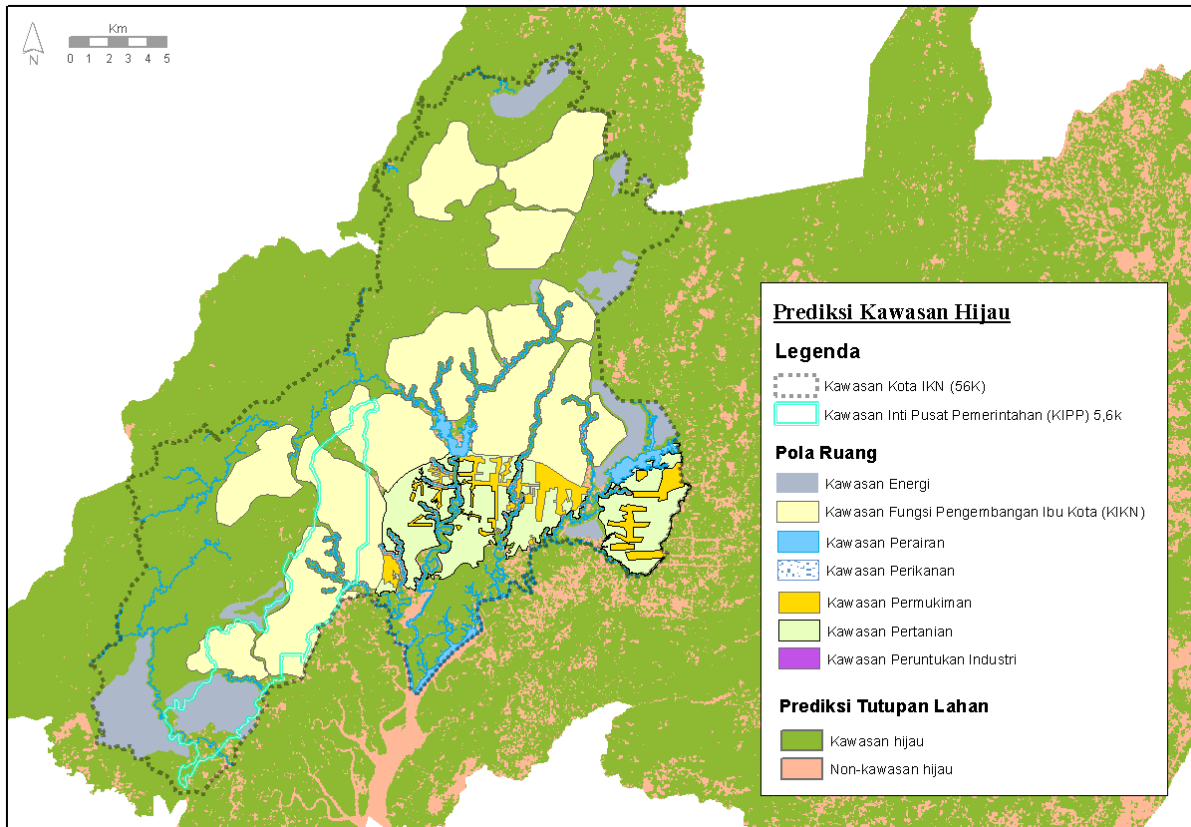 Km
N
0 1 2 3 4 5
Prediksi Kawasan Hijau
Legenda
Kawasan Kota IKN (56K)
Kawasan Inti Pusat Pemerintahan (KIPP) 5,6k
Pola Ruang
Kawasan Energi
Kawasan Fungsi Pengembangan Ibu Kota (KIKN)
Kawasan Perairan
Kawasan Perikanan
Kawasan Permukiman
Kawasan Pertanian
Kawasan Peruntukan Industri
Prediksi Tutupan Lahan
Kawasan hijau
Non-kawasan hijau